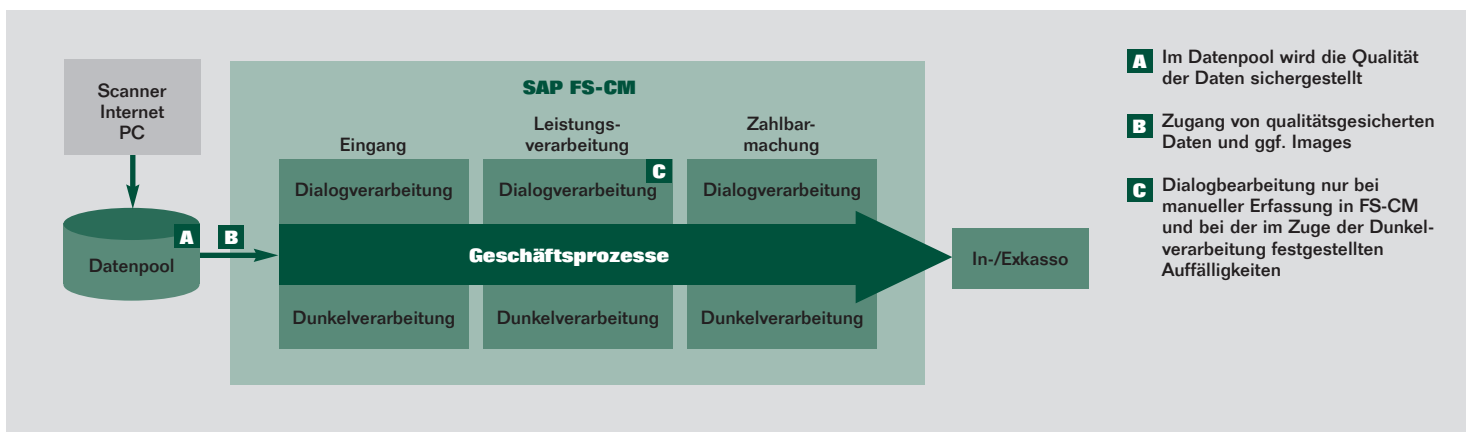 Scanner
Internet
PC
A
B
Datenpool
SAP FS-CM
Eingang
Leistungs-
verarbeitung
Zahlbar-
machung
Dialogverarbeitung
Dialogverarbeitung
C
Dialogverarbeitung
Geschäftsprozesse
Dunkelverarbeitung
Dunkelverarbeitung
Dunkelverarbeitung
In-/Exkasso
A Im Datenpool wird die Qualität
der Daten sichergestellt
B Zugang von qualitätsgesicherten
Daten und ggf. Images
C Dialogbearbeitung nur bei
manueller Erfassung in FS-CM
und bei der im Zuge der Dunkel-
verarbeitung festgestellten
Auffälligkeiten